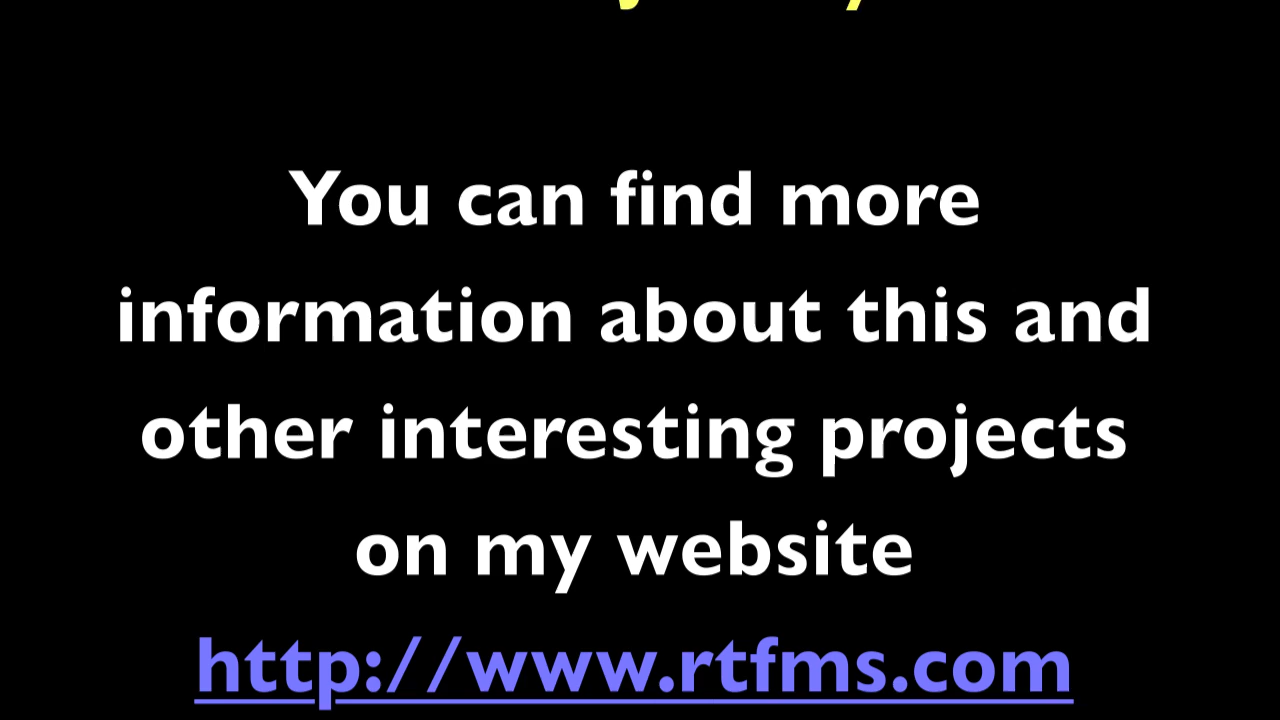 You can find more
information about this and
other interesting projects
on my website
http://www.rtfms.com